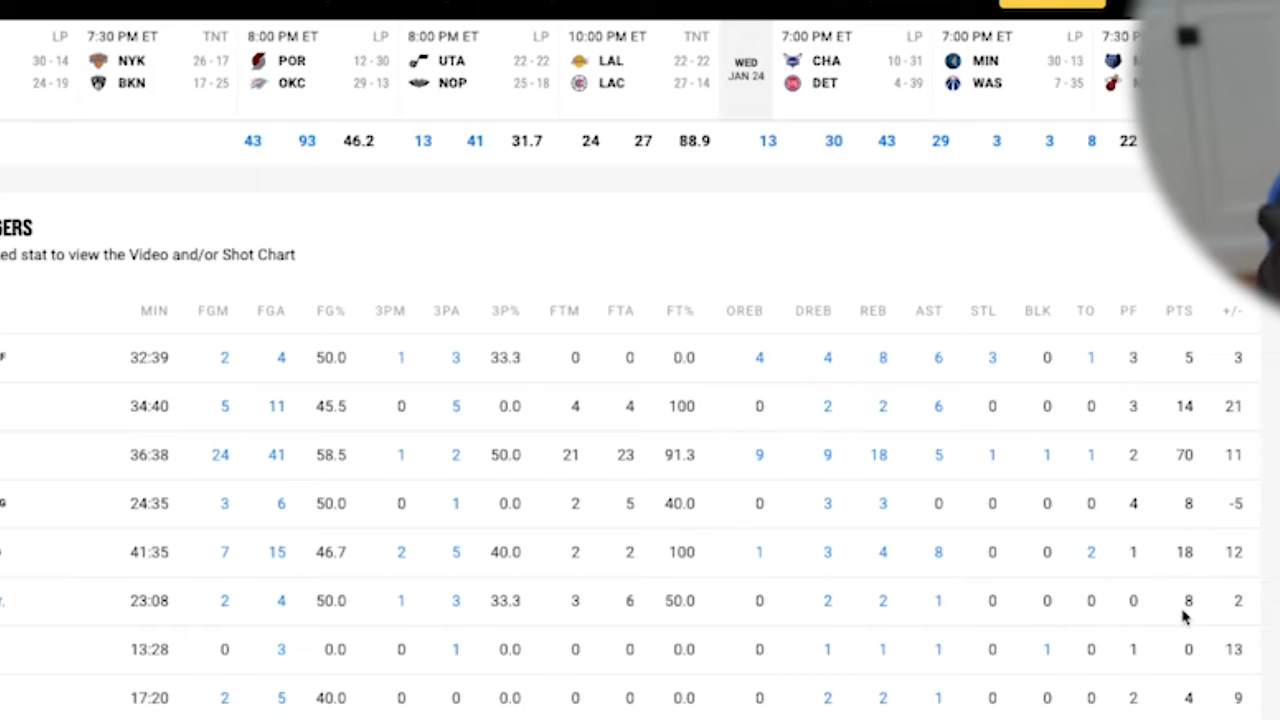 LP 7:30 PM ET TNT 8:00 PM ET LP 8:00 PM ET LP 10:00 PM ET TNT 7:00 PM ET LP 7:00 PM ET LP 7:30 P
30-14 NYK 26-17 POR 12-30 UTA 22-22 LAL 22-22 WED CHA 10-31 MIN 30-13
24-19 BKN 17-25 OKC 29-13 NOP 25-18 LAC 27-14 JAN 24 DET 4-39 WAS 7-35
43 93 46.2 13 41 31.7 24 27 88.9 13 30 43 29 3 3 8 22
ERS
ed stat to view the Video and/or Shot Chart
MIN FGM FGA FG% 3PM 3PA 3P% FTM FTA FT% OREB DREB REB AST STL BLK TO PF PTS +/-
F 32:39 2 4 50.0 1 3 33.3 0 0 0.0 4 4 8 6 3 0 1 3 5 3
34:40 5 11 45.5 0 5 0.0 4 4 100 0 2 2 6 0 0 0 3 14 21
36:38 24 41 58.5 1 2 50.0 21 23 91.3 9 9 18 5 1 1 1 2 70 11
G 24:35 3 6 50.0 0 1 0.0 2 5 40.0 0 3 3 0 0 0 0 4 8 -5
41:35 7 15 46.7 2 5 40.0 2 2 100 1 3 4 8 0 0 2 1 18 12
r. 23:08 2 4 50.0 1 3 33.3 3 6 50.0 0 2 2 1 0 0 0 0 8 2
13:28 0 3 0.0 0 1 0.0 0 0 0.0 0 1 1 1 0 1 0 1 0 13
17:20 2 5 40.0 0 0 0.0 0 0 0.0 0 2 2 1 0 0 0 2 4 9